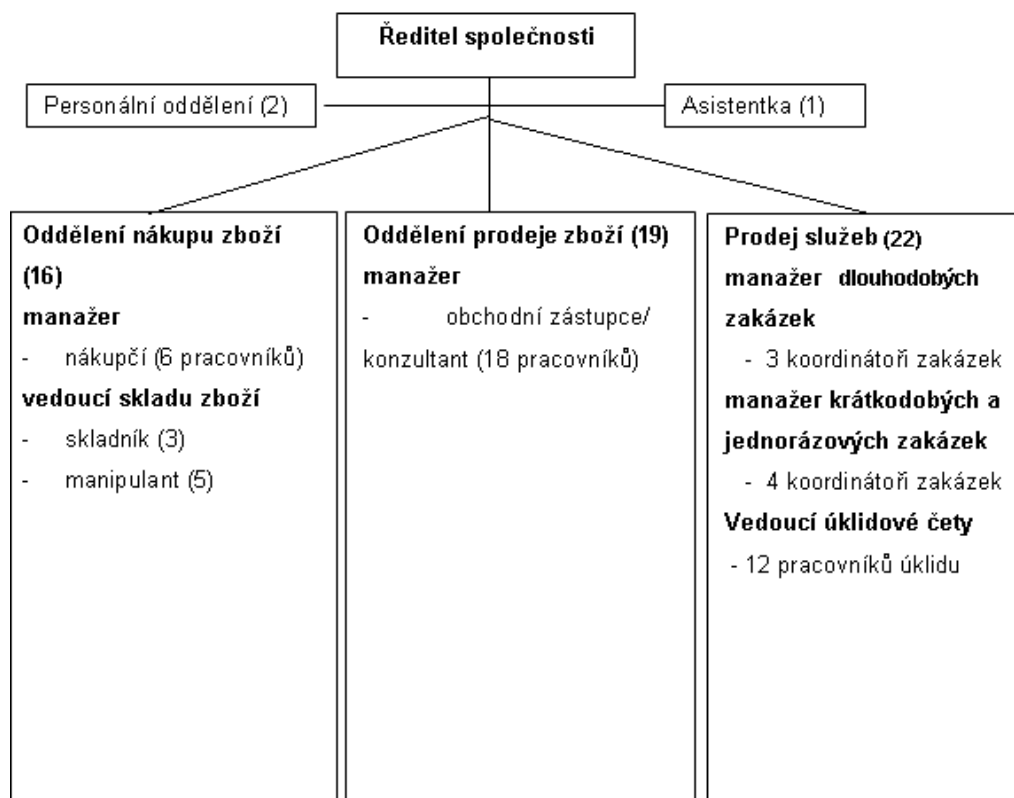 Ředitel společnosti
Personální oddělení (2)
Asistentka (1)
Oddělení nákupu zboží
(16)
manažer
- nákupčí (6 pracovníků)
vedoucí skladu zboží
- skladník (3)
- manipulant (5)
Oddělení prodeje zboží (19)
manažer
- obchodní zástupce/
konzultant (18 pracovníků)
Prodej služeb (22)
manažer dlouhodobých
zakázek
- 3 koordinátoři zakázek
manažer krátkodobých a
jednorázových zakázek
- 4 koordinátoři zakázek
Vedoucí úklidové čety
- 12 pracovníků úklidu